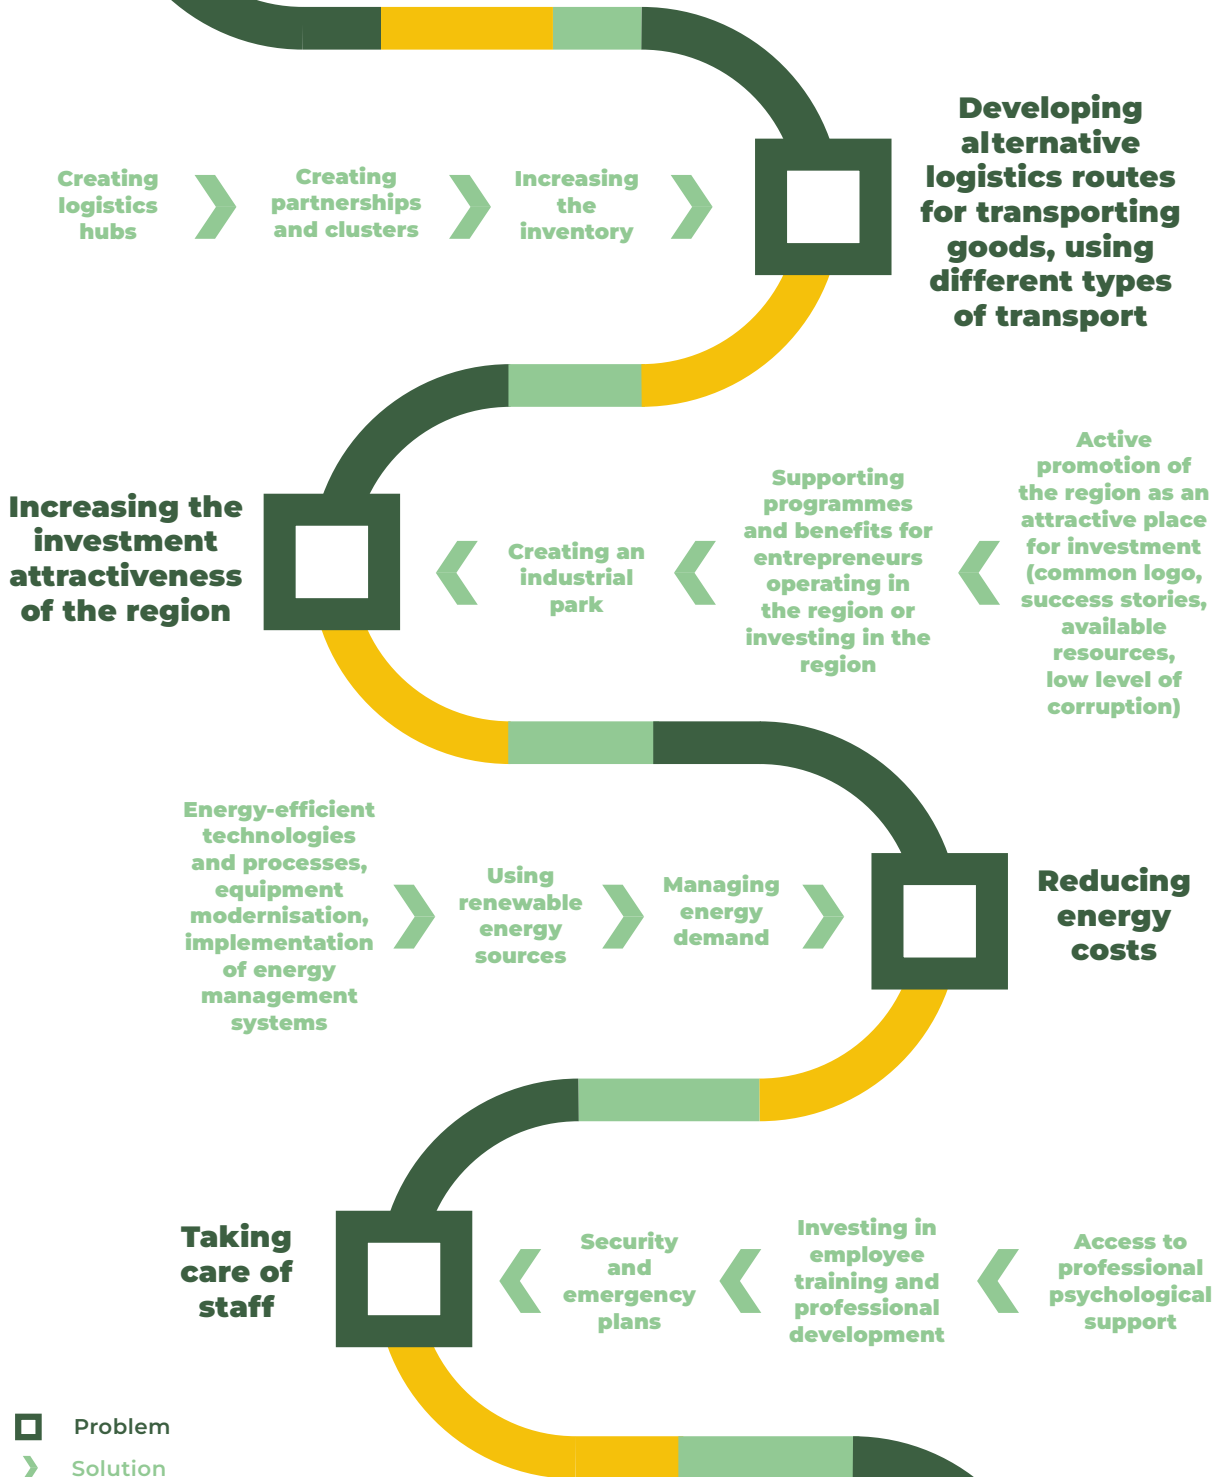 Developing
alternative
logistics routes
for transporting
goods, using
different types
of transport
Creating
logistics
hubs
Creating
partnerships
and clusters
Increasing
the
inventory
Increasing the
investment
attractiveness
of the region
Creating an
industrial
park
Supporting
programmes
and benefits for
entrepreneurs
operating in
the region or
investing in the
region
Active
promotion of
the region as an
attractive place
for investment
(common logo,
success stories,
available
resources,
low level of
corruption)
Energy-efficient
technologies
and processes,
equipment
modernisation,
implementation
of energy
management
systems
Using
renewable
energy
sources
Managing
energy
demand
Reducing
energy
costs
Taking
care of
staff
Security
and
emergency
plans
Investing in
employee
training and
professional
development
Access to
professional
psychological
support
Problem
Solution